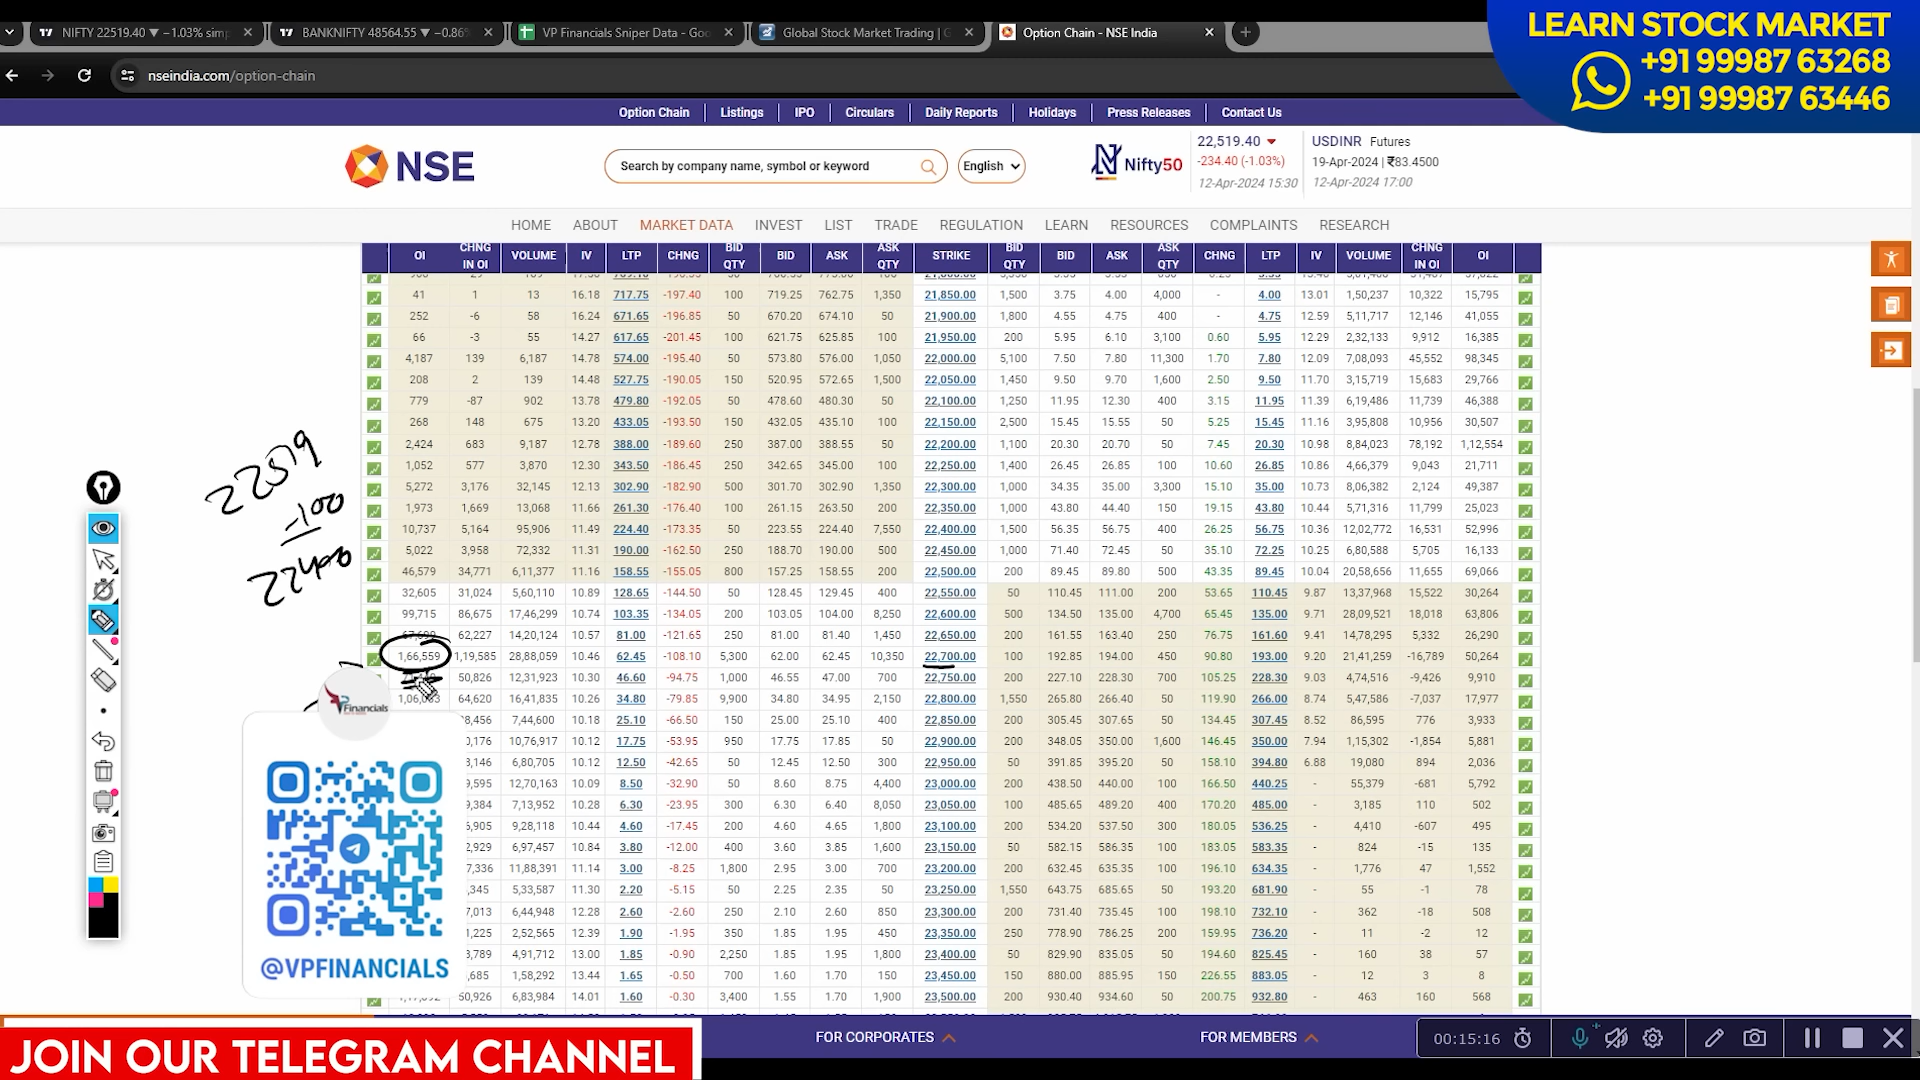 NIFTY 22519.40 ▼ −1.03% sim
BANKNIFTY 48564.55 ▼ −0.86%
VP Financials Sniper Data - Goo
Global Stock Market Trading | G
Option Chain - NSE India
LEARN STOCK MARKET
+91 99987 63268
+91 99987 63446
nseindia.com/option-chain
Option Chain Listings IPO Circulars Daily Reports Holidays Press Releases Contact Us
NSE
Search by company name, symbol or keyword
English
Nifty50
22,519.40
-234.40 (-1.03%)
12-Apr-2024 15:30
USDINR Futures
19-Apr-2024 | ₹83.4500
12-Apr-2024 17:00
HOME ABOUT MARKET DATA INVEST LIST TRADE REGULATION LEARN RESOURCES COMPLAINTS RESEARCH
OI CHNG IN OI VOLUME IV LTP CHNG BID QTY BID ASK ASK QTY STRIKE BID QTY BID ASK ASK QTY CHNG LTP IV VOLUME CHNG IN OI OI
41 1 13 16.18 717.75 -197.40 100 719.25 762.75 1,350 21,850.00 1,500 3.75 4.00 4,000 - 4.00 13.01 1,50,237 10,322 15,795
252 -6 58 16.24 671.65 -196.85 50 670.20 674.10 50 21,900.00 1,800 4.55 4.75 400 - 4.75 12.59 5,11,717 12,146 41,055
66 -3 55 14.27 617.65 -201.45 100 621.75 625.85 100 21,950.00 200 5.95 6.10 3,100 0.60 5.95 12.29 2,32,133 9,912 16,385
4,187 139 6,187 14.78 574.00 -195.40 50 573.80 576.00 1,050 22,000.00 5,100 7.50 7.80 11,300 1.70 7.80 12.09 7,08,093 45,552 98,345
208 2 139 14.48 527.75 -190.05 150 520.95 572.65 1,500 22,050.00 1,450 9.50 9.70 1,600 2.50 9.50 11.70 3,15,719 15,683 29,766
779 -87 902 13.78 479.80 -192.05 50 478.60 480.30 50 22,100.00 1,250 11.95 12.30 400 3.15 11.95 11.39 6,19,486 11,739 46,388
268 148 675 13.20 433.05 -193.50 150 432.05 435.10 100 22,150.00 2,500 15.45 15.55 50 5.25 15.45 11.16 3,95,808 10,956 30,507
2,424 683 9,187 12.78 388.00 -189.60 250 387.00 388.55 50 22,200.00 1,100 20.30 20.70 50 7.45 20.30 10.98 8,84,023 78,192 1,12,554
1,052 577 3,870 12.30 343.50 -186.45 250 342.65 345.00 100 22,250.00 1,400 26.45 26.85 100 10.60 26.85 10.86 4,66,379 9,043 21,711
5,272 3,176 32,145 12.13 302.90 -182.90 500 301.70 302.90 1,350 22,300.00 1,000 34.35 35.00 3,300 15.10 35.00 10.73 8,06,382 2,124 49,387
1,973 1,669 13,068 11.66 261.30 -176.40 100 261.15 263.50 200 22,350.00 1,000 43.80 44.40 150 19.15 43.80 10.44 5,71,316 11,799 25,023
10,737 5,164 95,906 11.49 224.40 -173.35 50 223.55 224.40 7,550 22,400.00 1,500 56.35 56.75 400 26.25 56.75 10.36 12,02,772 16,531 52,996
5,022 3,958 72,332 11.31 190.00 -162.50 250 188.70 190.00 500 22,450.00 1,000 71.40 72.45 50 35.10 72.25 10.25 6,80,588 5,705 16,133
46,579 34,771 6,11,377 11.16 158.55 -155.05 800 157.25 158.55 200 22,500.00 200 89.45 89.80 500 43.35 89.45 10.04 20,58,656 11,655 69,066
32,605 31,024 5,60,110 10.89 128.65 -144.50 50 128.45 129.45 400 22,550.00 50 110.45 111.00 200 53.65 110.45 9.87 13,37,968 15,522 30,264
99,715 86,675 17,46,299 10.74 103.35 -134.05 200 103.05 104.00 8,250 22,600.00 500 134.50 135.00 4,700 65.45 135.00 9.71 28,09,521 18,018 63,806
62,227 14,20,124 10.57 81.00 -121.65 250 81.00 81.40 1,450 22,650.00 200 161.55 163.40 250 76.75 161.60 9.41 14,78,295 5,332 26,290
1,66,559 1,19,585 28,88,059 10.46 62.45 -108.10 5,300 62.00 62.45 10,350 22,700.00 100 192.85 194.00 450 90.80 193.00 9.20 21,41,259 -16,789 50,264
50,826 12,31,923 10.30 46.60 -94.75 1,000 46.55 47.00 700 22,750.00 200 227.10 228.30 700 105.25 228.30 9.03 4,74,516 -9,426 9,910
64,620 16,41,835 10.26 34.80 -79.85 9,900 34.80 34.95 2,150 22,800.00 1,550 265.80 266.40 50 119.90 266.00 8.74 5,47,586 -7,037 17,977
8,456 7,44,600 10.18 25.10 -66.50 150 25.00 25.10 400 22,850.00 200 305.45 307.65 50 134.45 307.45 8.52 86,595 776 3,933
0,176 10,76,917 10.12 17.75 -53.95 950 17.75 17.85 50 22,900.00 200 348.05 350.00 1,600 146.45 350.00 7.94 1,15,302 -1,854 5,881
3,146 6,80,705 10.12 12.50 -42.65 50 12.45 12.50 300 22,950.00 50 391.85 395.20 50 158.10 394.80 6.88 19,080 894 2,036
9,595 12,70,163 10.09 8.50 -32.90 50 8.60 8.75 4,400 23,000.00 200 438.50 440.00 100 166.50 440.25 - 55,379 -681 5,792
9,384 7,13,952 10.28 6.30 -23.95 300 6.30 6.40 8,050 23,050.00 100 485.65 489.20 400 170.20 485.00 - 3,185 110 502
6,905 9,28,118 10.44 4.60 -17.45 200 4.60 4.65 1,800 23,100.00 200 534.20 537.50 300 180.05 536.25 - 4,410 -607 495
2,929 6,97,457 10.84 3.80 -12.00 400 3.60 3.85 1,600 23,150.00 50 582.15 586.35 100 183.05 583.35 - 824 -15 135
7,336 11,88,391 11.14 3.00 -8.25 1,800 2.95 3.00 700 23,200.00 200 632.45 635.35 100 196.10 634.35 - 1,776 47 1,552
,345 5,33,587 11.30 2.20 -5.15 50 2.25 2.35 50 23,250.00 1,550 643.75 685.65 50 193.20 681.90 - 55 -1 78
7,013 6,44,948 12.28 2.60 -2.60 250 2.10 2.60 850 23,300.00 200 731.40 735.45 100 198.10 732.10 - 362 -18 508
1,225 2,52,565 12.39 1.90 -1.95 350 1.85 1.95 450 23,350.00 250 778.90 786.25 200 159.95 736.20 - 11 -2 12
3,789 4,91,712 13.00 1.85 -0.90 2,250 1.85 1.95 1,800 23,400.00 50 829.90 835.05 50 194.60 825.45 - 160 38 57
,685 1,58,292 13.44 1.65 -0.50 700 1.60 1.70 150 23,450.00 150 880.00 885.95 150 226.55 883.05 - 12 3 8
50,926 6,83,984 14.01 1.60 -0.30 3,400 1.55 1.70 1,900 23,500.00 200 930.40 934.60 50 200.75 932.80 - 463 160 568
22519
-100
22400
Financials
@VPFINANCIALS
JOIN OUR TELEGRAM CHANNEL
FOR CORPORATES
FOR MEMBERS
00:15:16